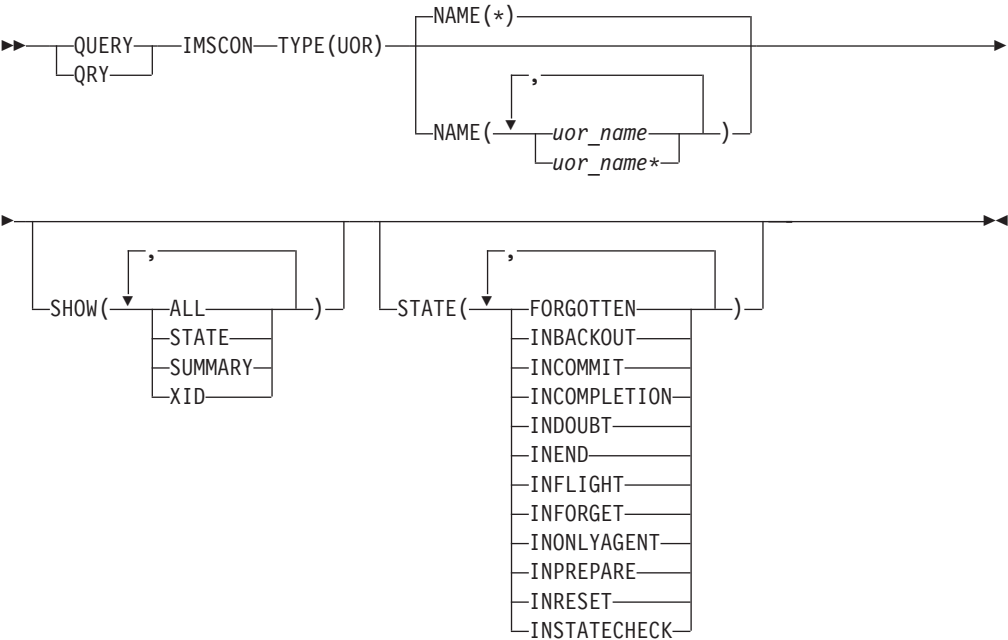 NAME(*)
QUERY IMSCON TYPE(UOR)
QRY
,
NAME( uor_name )
uor_name*
, ,
SHOW( ALL ) STATE( FORGOTTEN )
STATE INBACKOUT
SUMMARY INCOMMIT
XID INCOMPLETION
INDOUBT
INEND
INFLIGHT
INFORGET
INONLYAGENT
INPREPARE
INRESET
INSTATECHECK